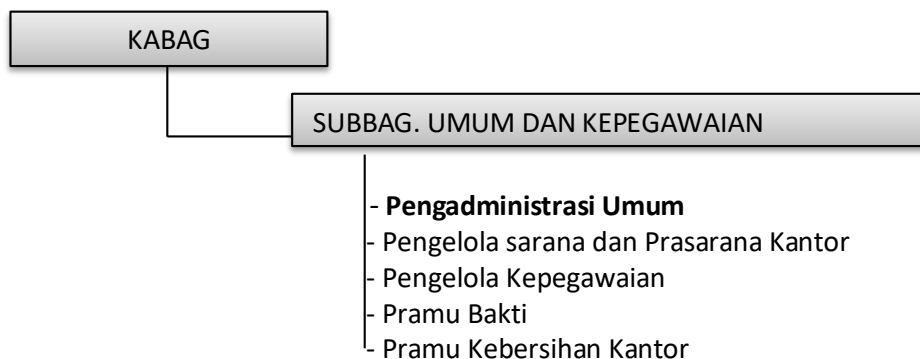 KABAG
SUBBAG. UMUM DAN KEPEGAWAIAN
- Pengadministrasi Umum
- Pengelola sarana dan Prasarana Kantor
- Pengelola Kepegawaian
- Pramu Bakti
- Pramu Kebersihan Kantor